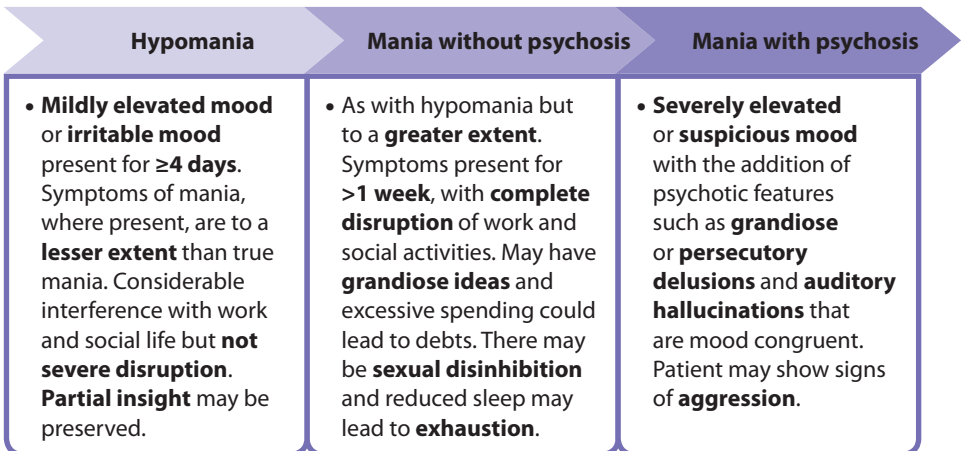 Hypomania
Mania without psychosis
Mania with psychosis
• Mildly elevated mood
or irritable mood
present for ≥4 days.
Symptoms of mania,
where present, are to a
lesser extent than true
mania. Considerable
interference with work
and social life but not
severe disruption.
Partial insight may be
preserved.
• As with hypomania but
to a greater extent.
Symptoms present for
>1 week, with complete
disruption of work and
social activities. May have
grandiose ideas and
excessive spending could
lead to debts. There may
be sexual disinhibition
and reduced sleep may
lead to exhaustion.
• Severely elevated
or suspicious mood
with the addition of
psychotic features
such as grandiose
or persecutory
delusions and auditory
hallucinations that
are mood congruent.
Patient may show signs
of aggression.